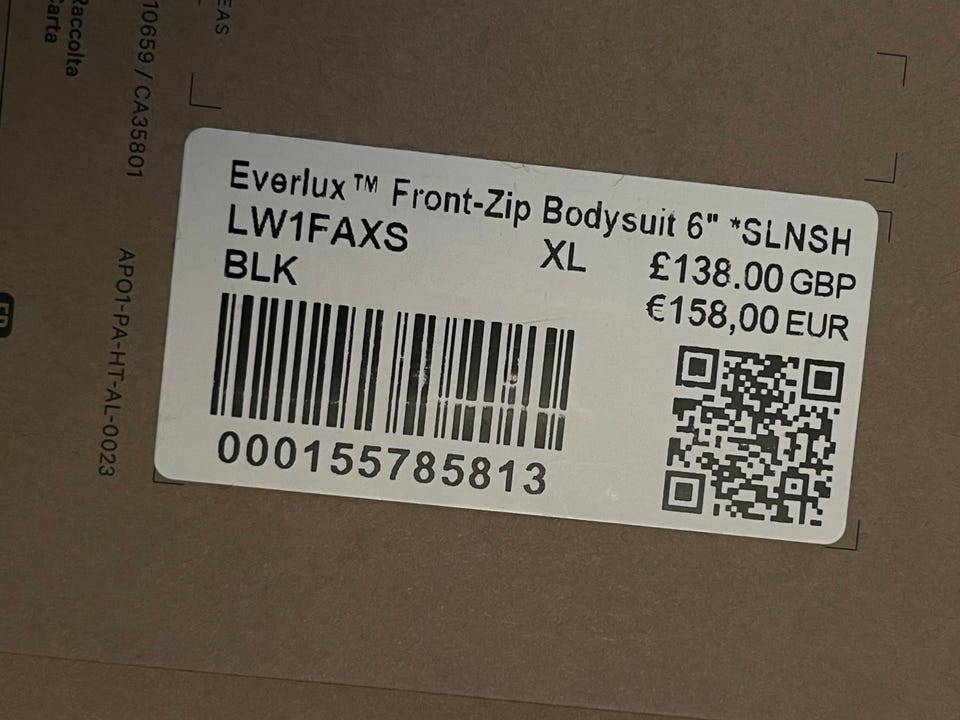 Everlux™ Front-Zip Bodysuit 6" *SLNSH
LW1FAXS XL £138.00 GBP
BLK €158,00 EUR
000155785813
EAS
10659 / CA35801 APO1-PA-HT-AL-0023
Raccolta
Carta